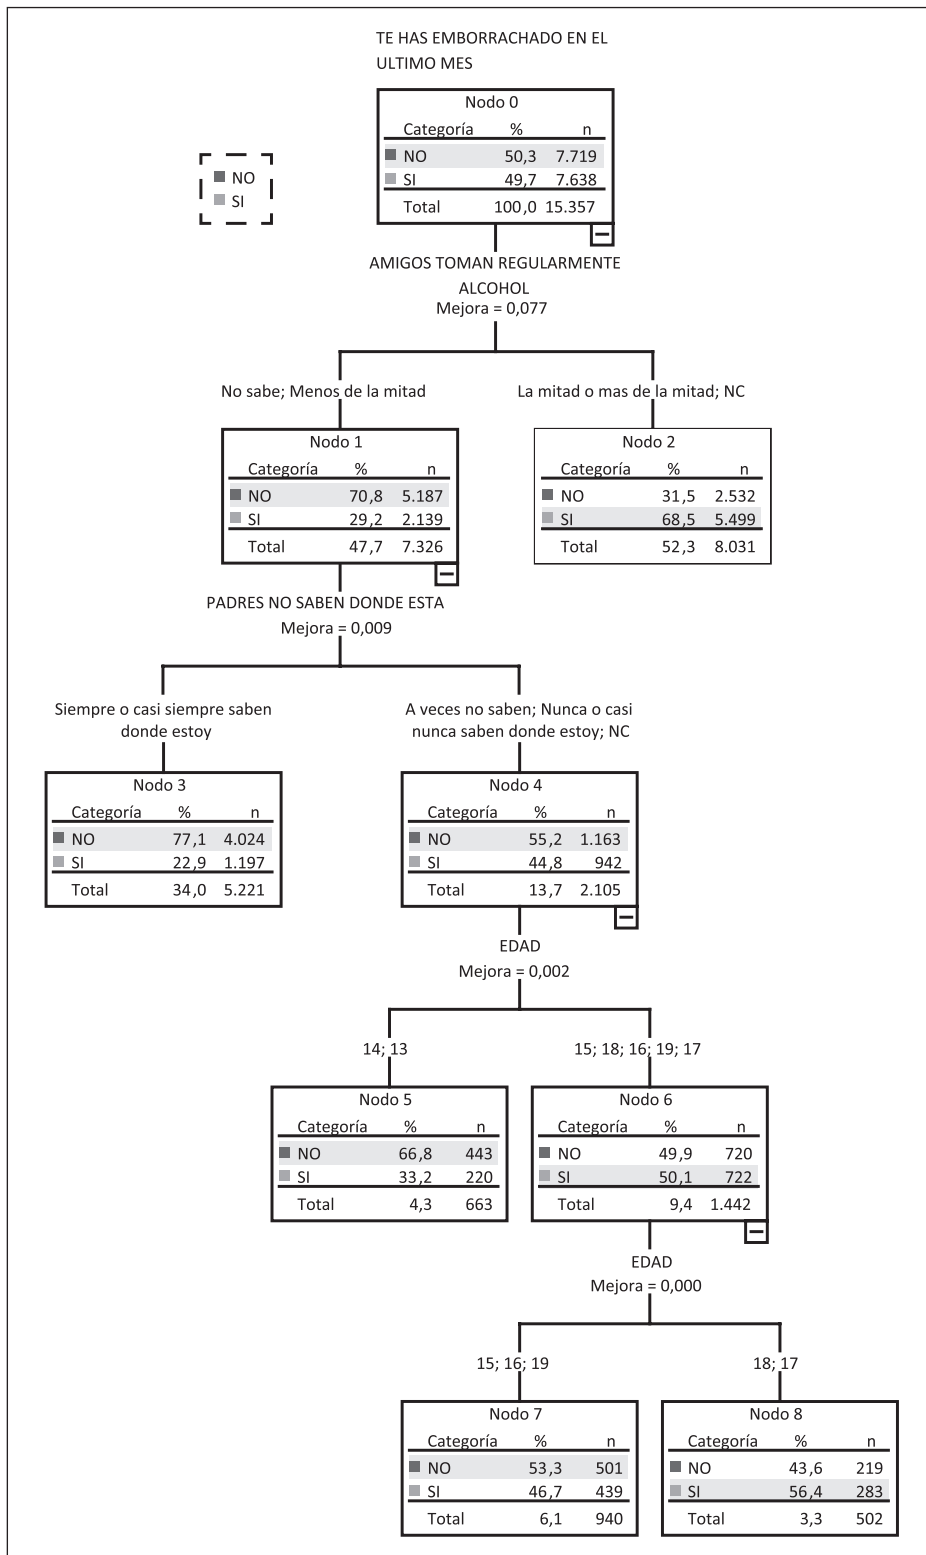 TE HAS EMBORRACHADO EN EL
ULTIMO MES
Nodo 0
Categoría % n
NO 50,3 7.719
SI 49,7 7.638
Total 100,0 15.357
NO
SI
AMIGOS TOMAN REGULARMENTE
ALCOHOL
Mejora = 0,077
No sabe; Menos de la mitad
La mitad o mas de la mitad; NC
Nodo 1
Categoría % n
NO 70,8 5.187
SI 29,2 2.139
Total 47,7 7.326
Nodo 2
Categoría % n
NO 31,5 2.532
SI 68,5 5.499
Total 52,3 8.031
PADRES NO SABEN DONDE ESTA
Mejora = 0,009
Siempre o casi siempre saben
donde estoy
A veces no saben; Nunca o casi
nunca saben donde estoy; NC
Nodo 3
Categoría % n
NO 77,1 4.024
SI 22,9 1.197
Total 34,0 5.221
Nodo 4
Categoría % n
NO 55,2 1.163
SI 44,8 942
Total 13,7 2.105
EDAD
Mejora = 0,002
14; 13
15; 18; 16; 19; 17
Nodo 5
Categoría % n
NO 66,8 443
SI 33,2 220
Total 4,3 663
Nodo 6
Categoría % n
NO 49,9 720
SI 50,1 722
Total 9,4 1.442
EDAD
Mejora = 0,000
15; 16; 19
18; 17
Nodo 7
Categoría % n
NO 53,3 501
SI 46,7 439
Total 6,1 940
Nodo 8
Categoría % n
NO 43,6 219
SI 56,4 283
Total 3,3 502